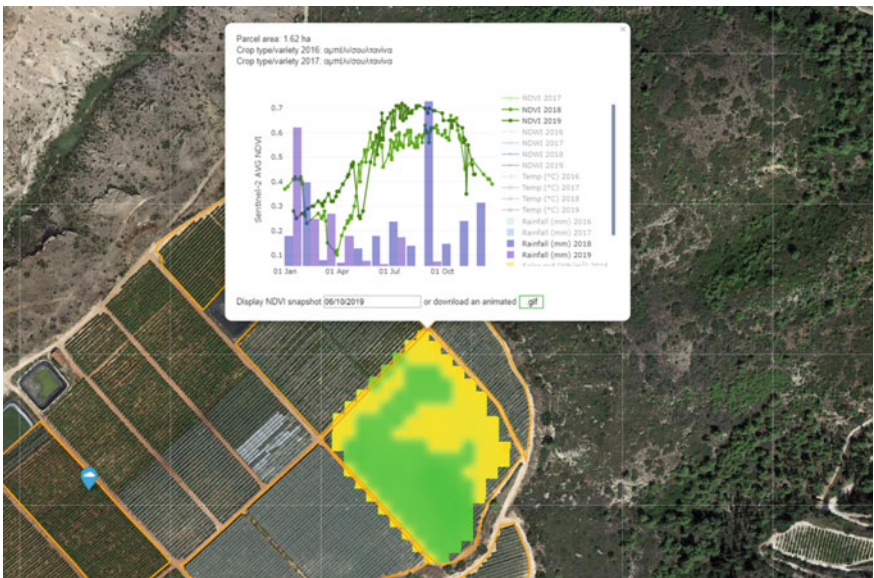 Parcel area: 1.62 ha
Crop type/variety 2016: αμπέλι/σουλτανίνα
Crop type/variety 2017: αμπέλι/σουλτανίνα
NDVI 2017
NDVI 2018
NDVI 2019
NDWI 2016
NDWI 2017
NDWI 2018
NDWI 2019
Temp (°C) 2016
Temp (°C) 2017
Temp (°C) 2018
Temp (°C) 2019
Rainfall (mm) 2016
Rainfall (mm) 2017
Rainfall (mm) 2018
Rainfall (mm) 2019
Sentinel-2 AVG NDVI
0.7
0.6
0.5
0.4
0.3
0.2
0.1
01 Jan 01 Apr 01 Jul 01 Oct
Display NDVI snapshot 06/10/2019 or download an animated .gif